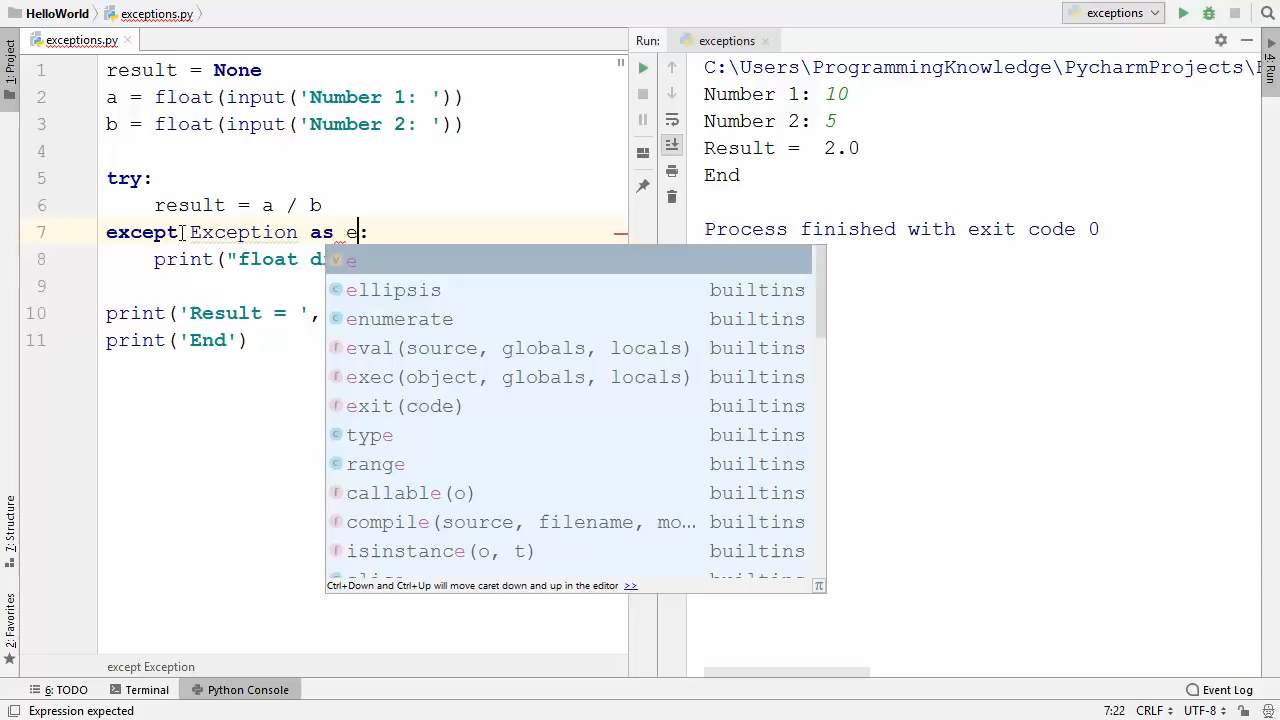 HelloWorld exceptions.py exceptions
exceptions.py
1: Project
7: Structure
2: Favorites
1 result = None
2 a = float(input('Number 1: '))
3 b = float(input('Number 2: '))
4
5 try:
6 result = a / b
7 except Exception as e:
8 print("float d
9
10 print('Result = ',
11 print('End')
e
ellipsis builtins
enumerate builtins
eval(source, globals, locals) builtins
exec(object, globals, locals) builtins
exit(code) builtins
type builtins
range builtins
callable(o) builtins
compile(source, filename, mo... builtins
isinstance(o, t) builtins
Ctrl+Down and Ctrl+Up will move caret down and up in the editor >> π
except Exception
Run: exceptions
C:\Users\ProgrammingKnowledge\PycharmProjects\
Number 1: 10
Number 2: 5
Result = 2.0
End
Process finished with exit code 0
4: Run
6: TODO Terminal Python Console Event Log
Expression expected 7:22 CRLF UTF-8